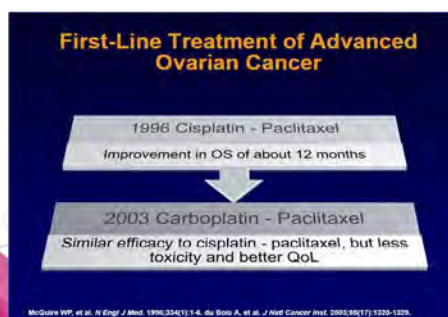 First-Line Treatment of Advanced
Ovarian Cancer
1996 Cisplatin - Paclitaxel
Improvement in OS of about 12 months
2003 Carboplatin - Paclitaxel
Similar efficacy to cisplatin - paclitaxel, but less
toxicity and better QoL
McGuire WP, et al. N Engl J Med. 1996;334(1):1-6. du Bois A, et al. J Natl Cancer Inst. 2003;95(17):1320-1329.